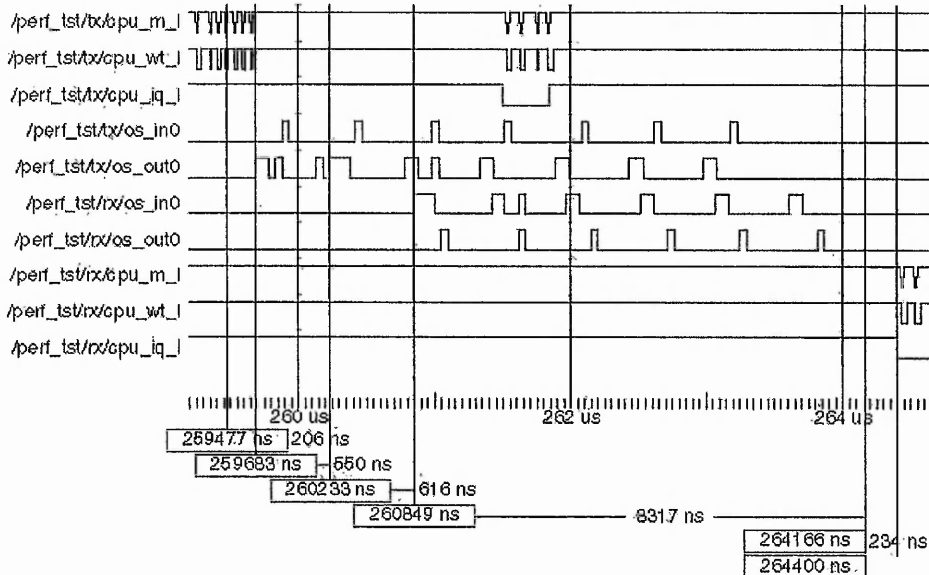 /perf_tst/tx/cpu_m_l
/perf_tst/tx/cpu_wt_l
/perf_tst/tx/cpu_iq_l
/perf_tst/tx/os_in0
/perf_tst/tx/os_out0
/perf_tst/rx/os_in0
/perf_tst/rx/os_out0
/perf_tst/rx/cpu_m_l
/perf_tst/rx/cpu_wt_l
/perf_tst/rx/cpu_iq_l
260 us 262 us 264 us
259477 ns 206 ns
259683 ns 550 ns
260233 ns 616 ns
260849 ns 3317 ns
264166 ns 234 ns
264400 ns